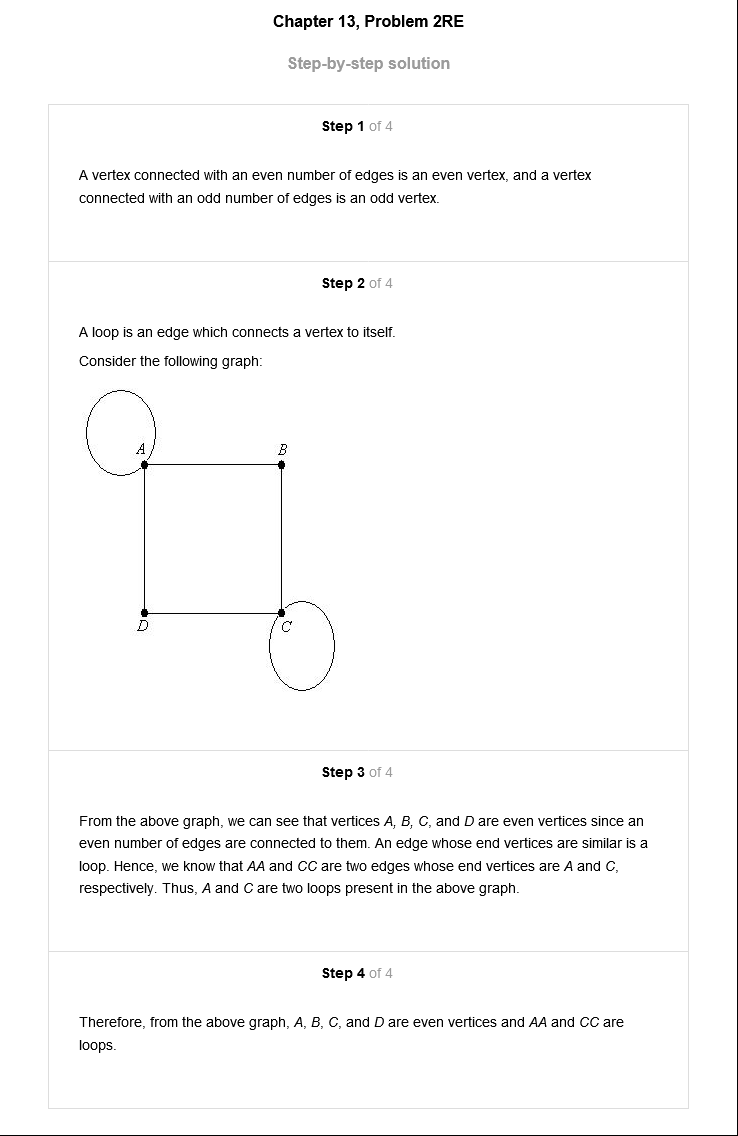 Chapter 13, Problem 2RE
Step-by-step solution
Step 1 of 4
A vertex connected with an even number of edges is an even vertex, and a vertex
connected with an odd number of edges is an odd vertex.
Step 2 of 4
A loop is an edge which connects a vertex to itself.
Consider the following graph:
A
B
D
C
Step 3 of 4
From the above graph, we can see that vertices A, B, C, and D are even vertices since an
even number of edges are connected to them. An edge whose end vertices are similar is a
loop. Hence, we know that AA and CC are two edges whose end vertices are A and C,
respectively. Thus, A and C are two loops present in the above graph.
Step 4 of 4
Therefore, from the above graph, A, B, C, and D are even vertices and AA and CC are
loops.